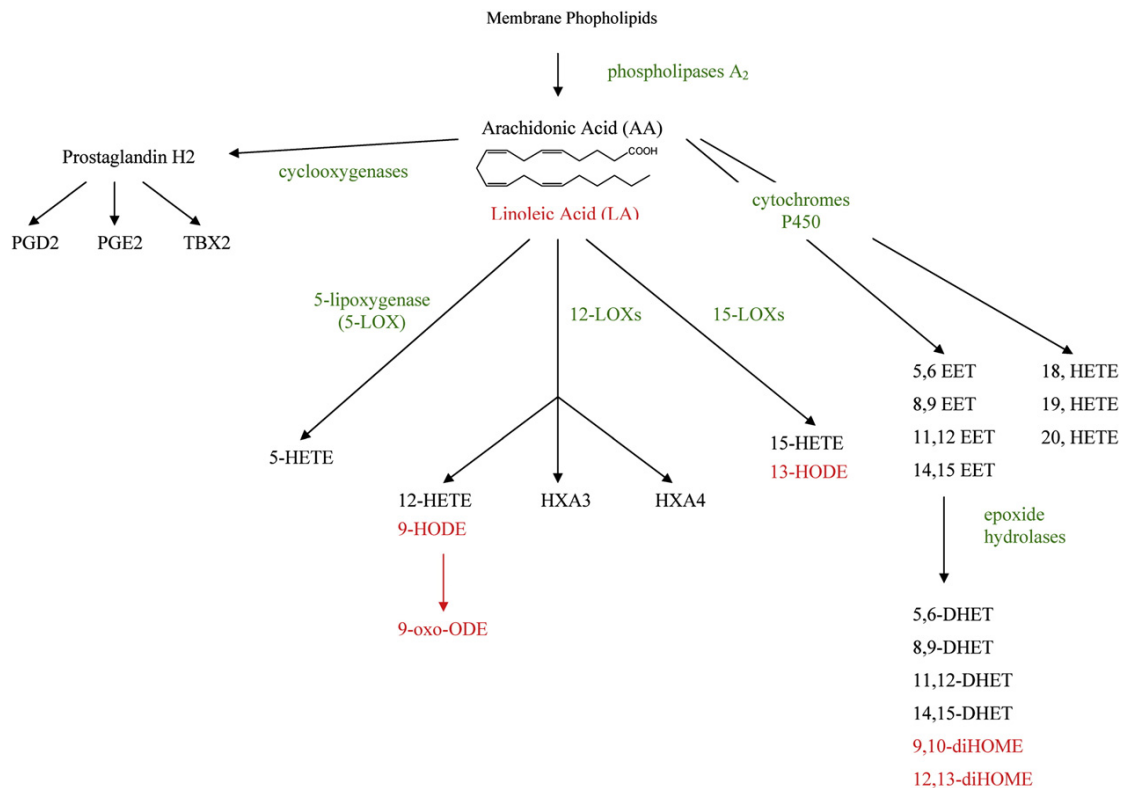 Membrane Phopholipids
phospholipases A₂
Arachidonic Acid (AA)
COOH
Linoleic Acid (LA)
Prostaglandin H2
cyclooxygenases
PGD2
PGE2
TBX2
cytochromes
P450
5-lipoxygenase
(5-LOX)
12-LOXs
15-LOXs
5-HETE
12-HETE
9-HODE
9-oxo-ODE
HXA3
HXA4
15-HETE
13-HODE
5,6 EET
8,9 EET
11,12 EET
14,15 EET
18, HETE
19, HETE
20, HETE
epoxide
hydrolases
5,6-DHET
8,9-DHET
11,12-DHET
14,15-DHET
9,10-diHOME
12,13-diHOME